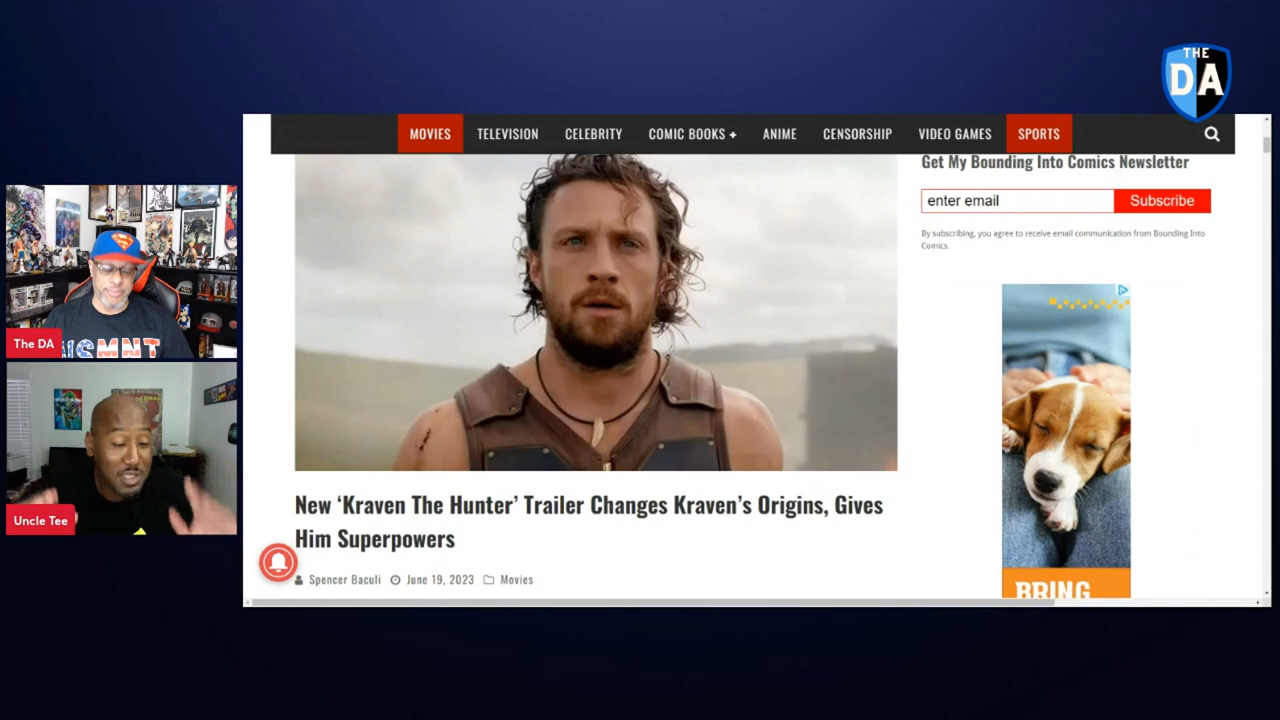 THE
DA
MOVIES
TELEVISION
CELEBRITY
COMIC BOOKS +
ANIME
CENSORSHIP
VIDEO GAMES
SPORTS
Get My Bounding Into Comics Newsletter
enter email
Subscribe
By subscribing, you agree to receive email communication from Bounding Into
Comics.
The DA
Uncle Tee
New ‘Kraven The Hunter’ Trailer Changes Kraven’s Origins, Gives
Him Superpowers
Spencer Baculi
June 19, 2023
Movies
BRING